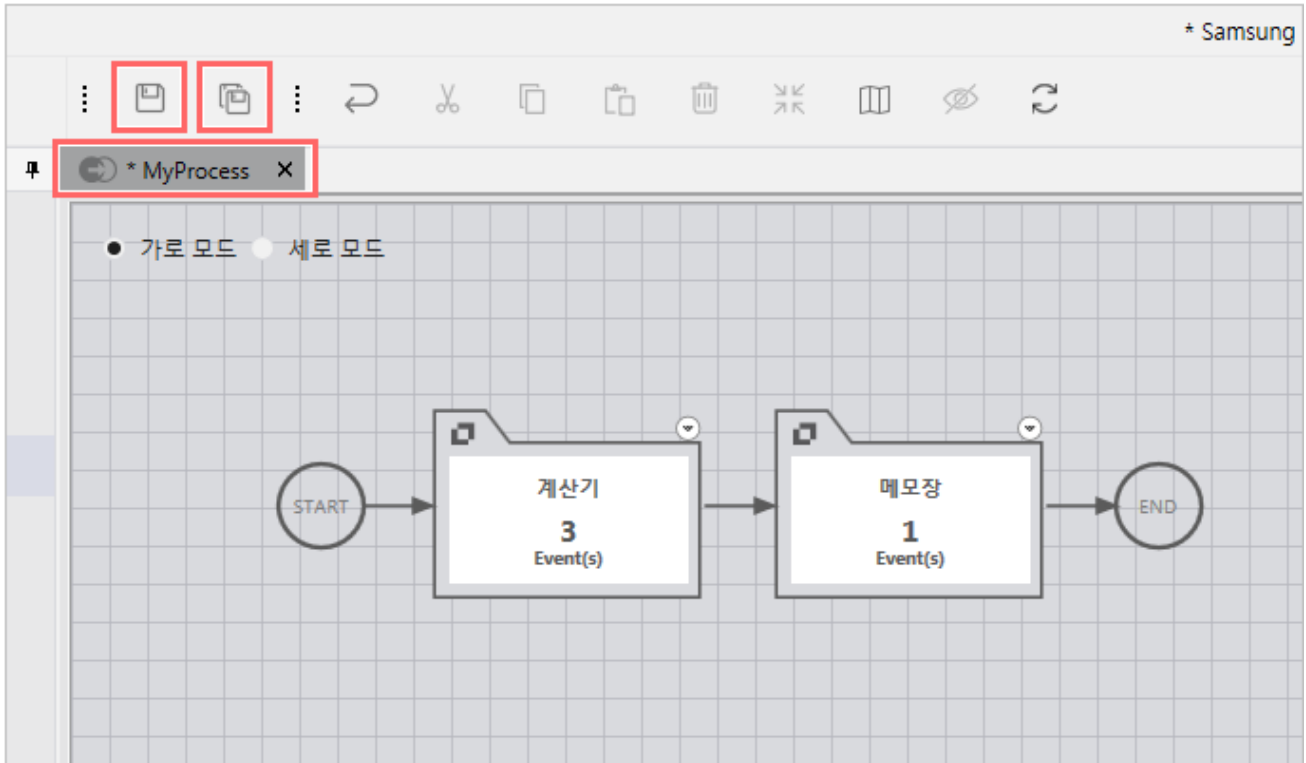 * Samsung
* MyProcess
가로 모드 세로 모드
계산기
3
Event(s)
메모장
1
Event(s)
START
END